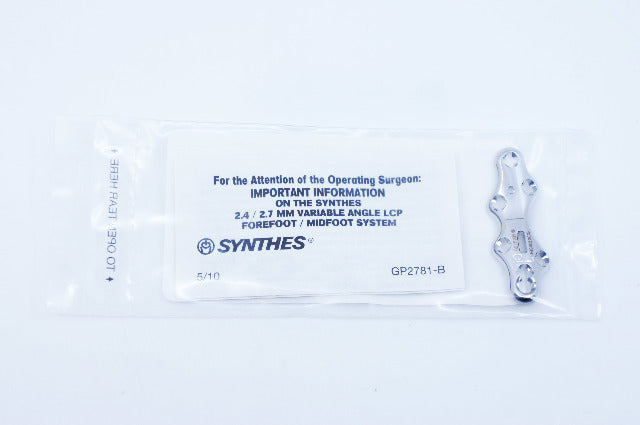 TO OPEN, TEAR HERE
For the Attention of the Operating Surgeon:
IMPORTANT INFORMATION
ON THE SYNTHES
2.4 / 2.7 MM VARIABLE ANGLE LCP
FOREFOOT / MIDFOOT SYSTEM
SYNTHES®
5/10 GP2781-B